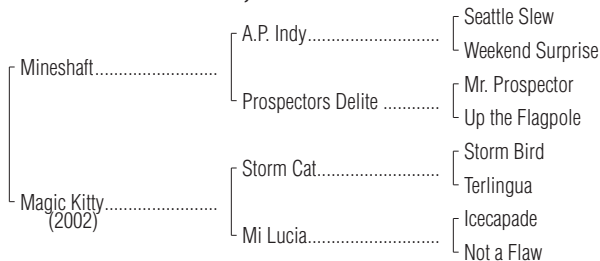 Seattle Slew
A.P. Indy............................
Weekend Surprise
Mineshaft..........................
Mr. Prospector
Prospectors Delite ............
Up the Flagpole
Storm Bird
Storm Cat..........................
Terlingua
Magic Kitty........................
(2002)
Icecapade
Mi Lucia............................
Not a Flaw